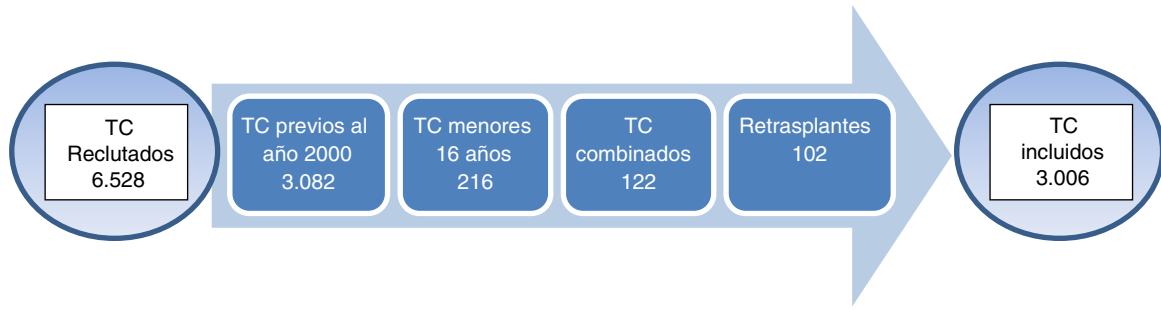 TC
Reclutados
6.528
TC previos al
año 2000
3.082
TC menores
16 años
216
TC
combinados
122
Retrasplantes
102
TC
incluidos
3.006